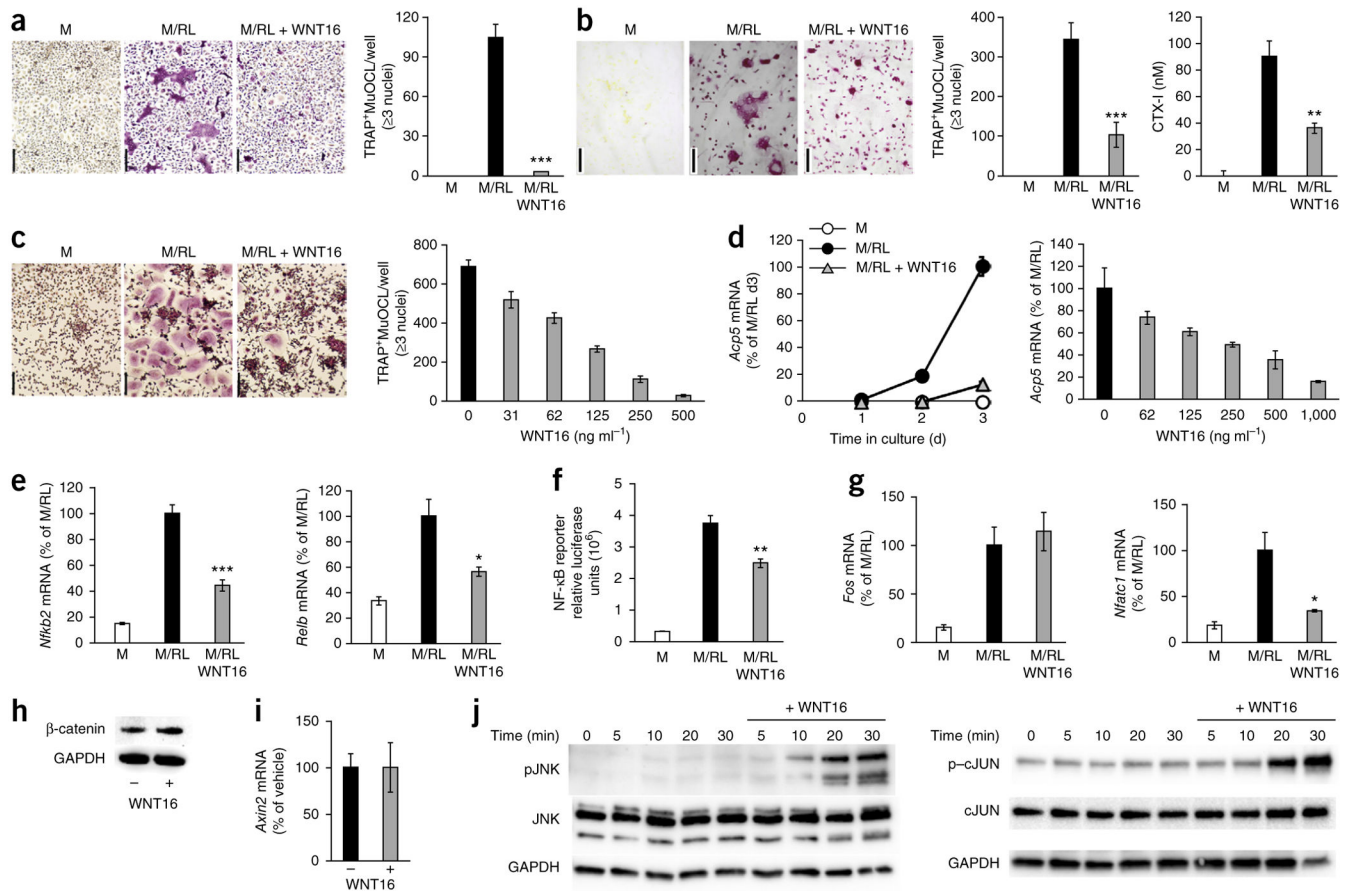 a
M
M/RL
M/RL + WNT16
TRAP⁺MuOCL/well
(≥3 nuclei)
120
90
60
30
0
***
M
M/RL
M/RL
WNT16
b
M
M/RL
M/RL + WNT16
TRAP⁺MuOCL/well
(≥3 nuclei)
400
300
200
100
0
***
M
M/RL
M/RL
WNT16
CTX-I (nM)
120
100
80
60
40
20
0
**
M
M/RL
M/RL
WNT16
c
M
M/RL
M/RL + WNT16
TRAP⁺MuOCL/well
(≥3 nuclei)
800
600
400
200
0
0 31 62 125 250 500
WNT16 (ng ml⁻¹)
d
M
M/RL
M/RL + WNT16
Acp5 mRNA
(% of M/RL d3)
120
100
80
60
40
20
0
0 1 2 3
Time in culture (d)
Acp5 mRNA (% of M/RL)
140
120
100
80
60
40
20
0
0 62 125 250 500 1,000
WNT16 (ng ml⁻¹)
e
Nfkb2 mRNA (% of M/RL)
120
100
80
60
40
20
0
***
M
M/RL
M/RL
WNT16
Relb mRNA (% of M/RL)
120
100
80
60
40
20
0
*
M
M/RL
M/RL
WNT16
f
NF-κB reporter
relative luciferase
units (10⁶)
5
4
3
2
1
0
**
M
M/RL
M/RL
WNT16
g
Fos mRNA
(% of M/RL)
150
100
50
0
M
M/RL
M/RL
WNT16
Nfatc1 mRNA
(% of M/RL)
150
100
50
0
*
M
M/RL
M/RL
WNT16
h
β-catenin
GAPDH
– +
WNT16
i
Axin2 mRNA
(% of vehicle)
150
100
50
0
– +
WNT16
j
+ WNT16
Time (min) 0 5 10 20 30 5 10 20 30
pJNK
JNK
GAPDH
+ WNT16
Time (min) 0 5 10 20 30 5 10 20 30
p–cJUN
cJUN
GAPDH